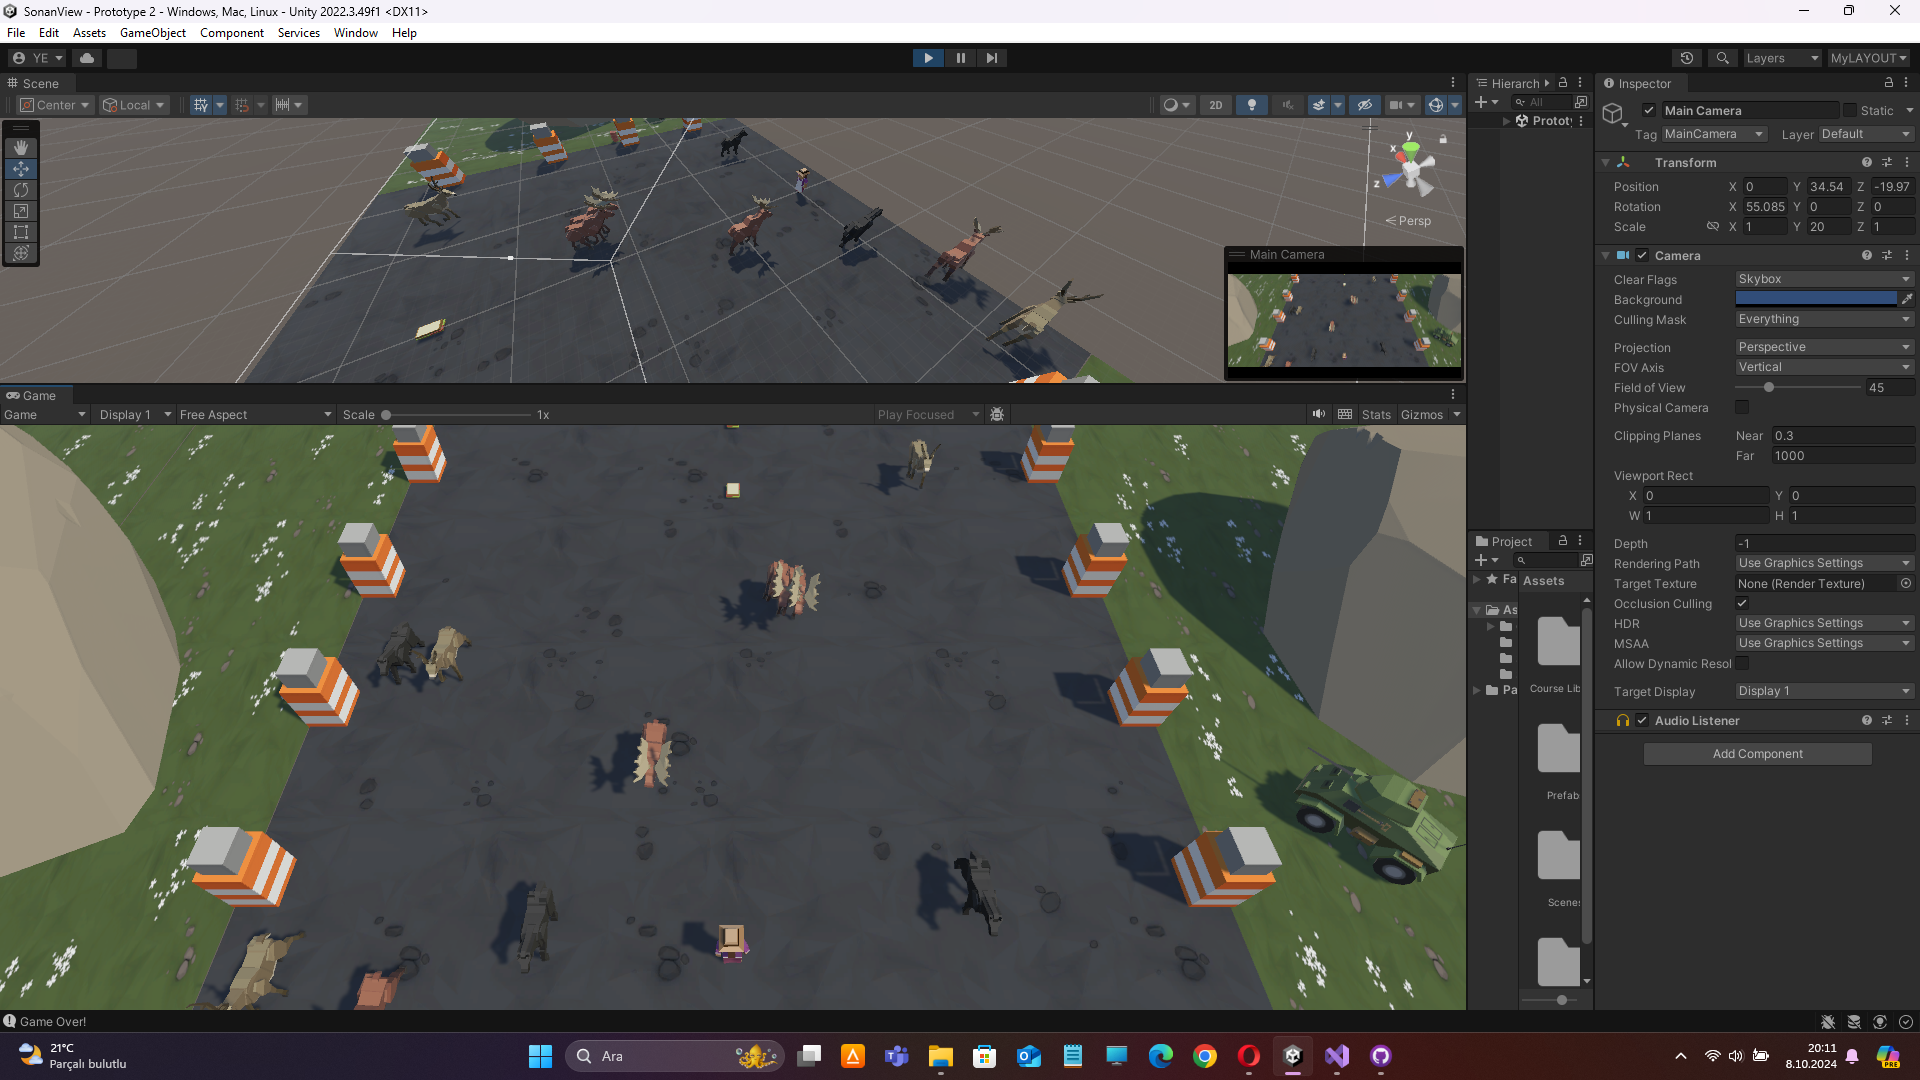 SonanView - Prototype 2 - Windows, Mac, Linux - Unity 2022.3.49f1 <DX11>
File Edit Assets GameObject Component Services Window Help
YE Layers MyLAYOUT
Scene
Center Local 2D
y
x
z
Persp
Main Camera
Game
Game Display 1 Free Aspect Scale 1x Play Focused Stats Gizmos
Hierarch
All
Prototy
Project
Fa
As
Pa
Assets
Course Lib
Prefab
Scenes
Inspector
Main Camera Static
Tag MainCamera Layer Default
Transform
Position X 0 Y 34.54 Z -19.97
Rotation X 55.085 Y 0 Z 0
Scale X 1 Y 20 Z 1
Camera
Clear Flags Skybox
Background
Culling Mask Everything
Projection Perspective
FOV Axis Vertical
Field of View 45
Physical Camera
Clipping Planes Near 0.3
Far 1000
Viewport Rect
X 0 Y 0
W 1 H 1
Depth -1
Rendering Path Use Graphics Settings
Target Texture None (Render Texture)
Occlusion Culling
HDR Use Graphics Settings
MSAA Use Graphics Settings
Allow Dynamic Resol
Target Display Display 1
Audio Listener
Add Component
Game Over!
21°C
Parçalı bulutlu
Ara
20:11
8.10.2024
PRE